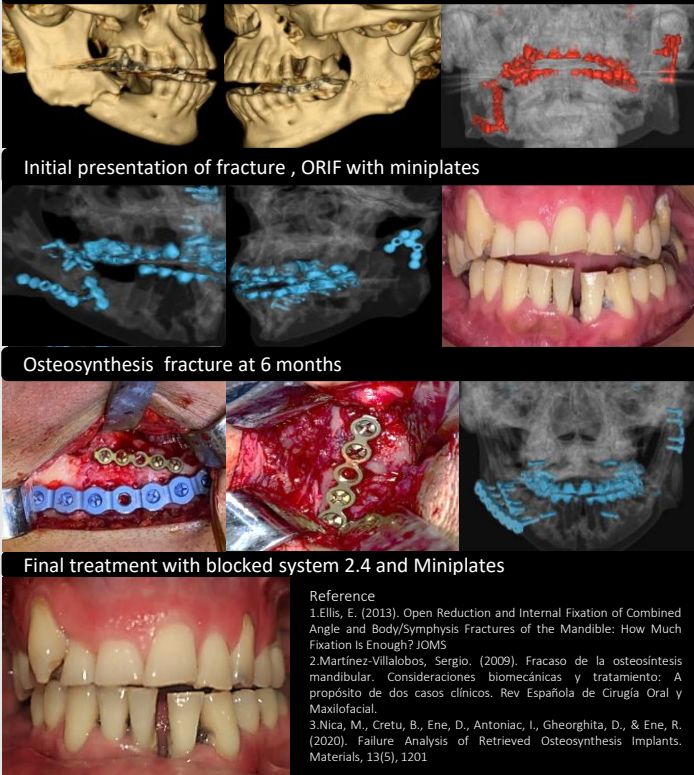 Initial presentation of fracture , ORIF with miniplates
Osteosynthesis  fracture at 6 months
Final treatment with blocked system 2.4 and Miniplates
Reference
1.Ellis, E. (2013). Open Reduction and Internal Fixation of Combined
Angle and Body/Symphysis Fractures of the Mandible: How Much
Fixation Is Enough? JOMS
2.Martínez-Villalobos, Sergio. (2009). Fracaso de la osteosíntesis
mandibular. Consideraciones biomecánicas y tratamiento: A
propósito de dos casos clínicos. Rev Española de Cirugía Oral y
Maxilofacial.
3.Nica, M., Cretu, B., Ene, D., Antoniac, I., Gheorghita, D., & Ene, R.
(2020). Failure Analysis of Retrieved Osteosynthesis Implants.
Materials, 13(5), 1201